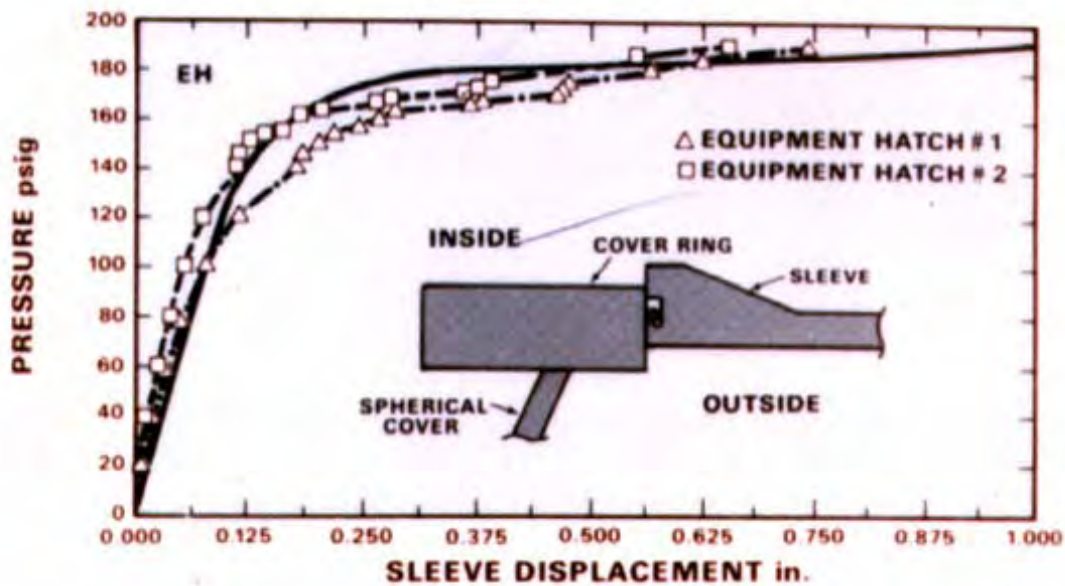 200
180
160
140
120
100
80
60
40
20
0
PRESSURE psig
EH
EQUIPMENT HATCH #1
EQUIPMENT HATCH #2
INSIDE
COVER RING
SLEEVE
SPHERICAL
COVER
OUTSIDE
0.000 0.125 0.250 0.375 0.500 0.625 0.750 0.875 1.000
SLEEVE DISPLACEMENT in.